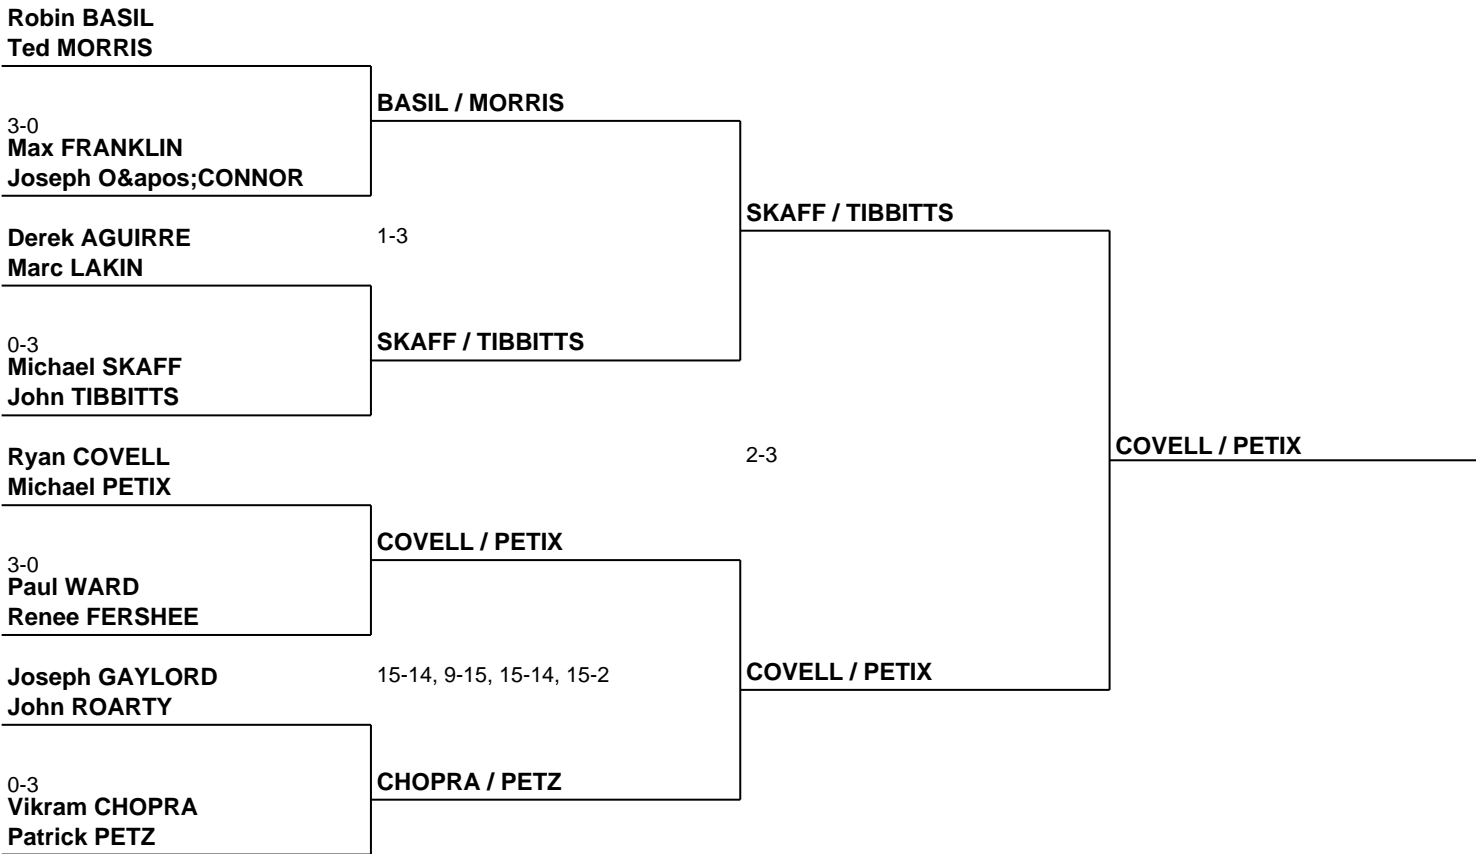 Robin BASIL
Ted MORRIS
BASIL / MORRIS
3-0
Max FRANKLIN
Joseph O&apos;CONNOR
SKAFF / TIBBITTS
Derek AGUIRRE
1-3
Marc LAKIN
SKAFF / TIBBITTS
0-3
Michael SKAFF
John TIBBITTS
COVELL / PETIX
Ryan COVELL
2-3
Michael PETIX
COVELL / PETIX
3-0
Paul WARD
Renee FERSHEE
COVELL / PETIX
Joseph GAYLORD
15-14, 9-15, 15-14, 15-2
John ROARTY
CHOPRA / PETZ
0-3
Vikram CHOPRA
Patrick PETZ